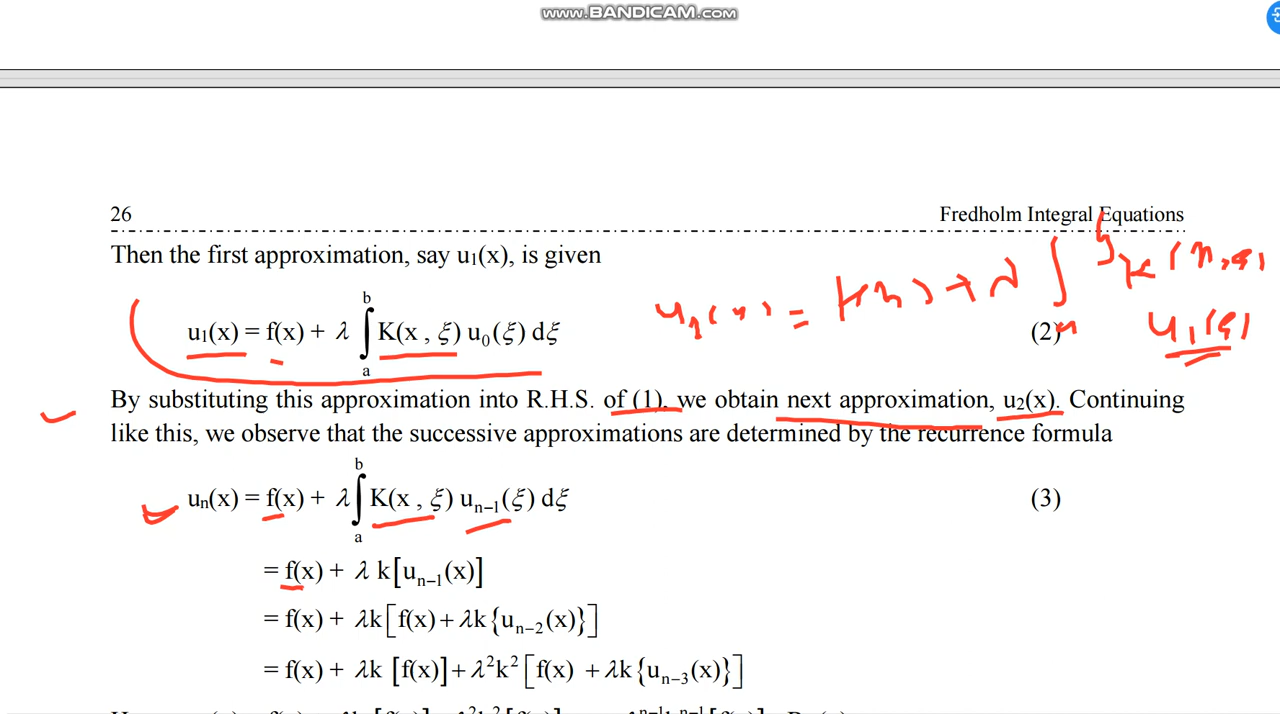 www.BANDICAM.com
26 Fredholm Integral Equations
Then the first approximation, say u₁(x), is given
u₁(x) = f(x) + λ ∫ₐᵇ K(x , ξ) u₀(ξ) dξ (2)
u₂(x) = f(x) + λ ∫ₐᵇ K(x, ξ)
u₁(ξ)
By substituting this approximation into R.H.S. of (1), we obtain next approximation, u₂(x). Continuing
like this, we observe that the successive approximations are determined by the recurrence formula
uₙ(x) = f(x) + λ ∫ₐᵇ K(x , ξ) uₙ₋₁(ξ) dξ (3)
= f(x) + λ k[uₙ₋₁(x)]
= f(x) + λk[f(x) + λk{uₙ₋₂(x)}]
= f(x) + λk [f(x)] + λ²k² [f(x) + λk{uₙ₋₃(x)}]